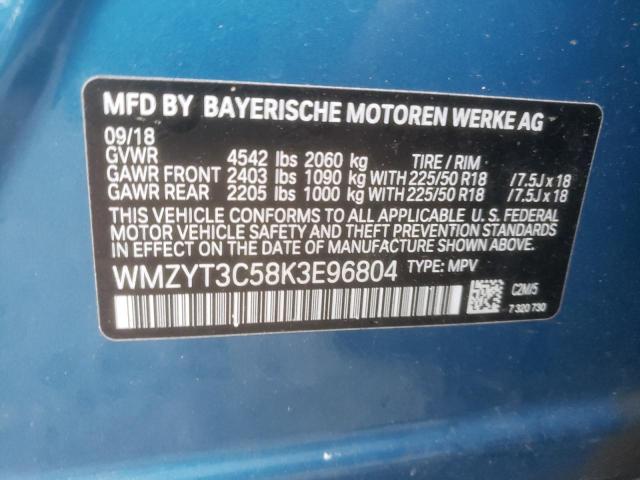 MFD BY BAYERISCHE MOTOREN WERKE AG
09/18
GVWR 4542 lbs 2060 kg TIRE / RIM
GAWR FRONT 2403 lbs 1090 kg WITH 225/50 R18 /7.5J x 18
GAWR REAR 2205 lbs 1000 kg WITH 225/50 R18 /7.5J x 18
THIS VEHICLE CONFORMS TO ALL APPLICABLE U. S. FEDERAL
MOTOR VEHICLE SAFETY AND THEFT PREVENTION STANDARDS
IN EFFECT ON THE DATE OF MANUFACTURE SHOWN ABOVE.
WMZYT3C58K3E96804 TYPE: MPV
C2M/5
7 320 730